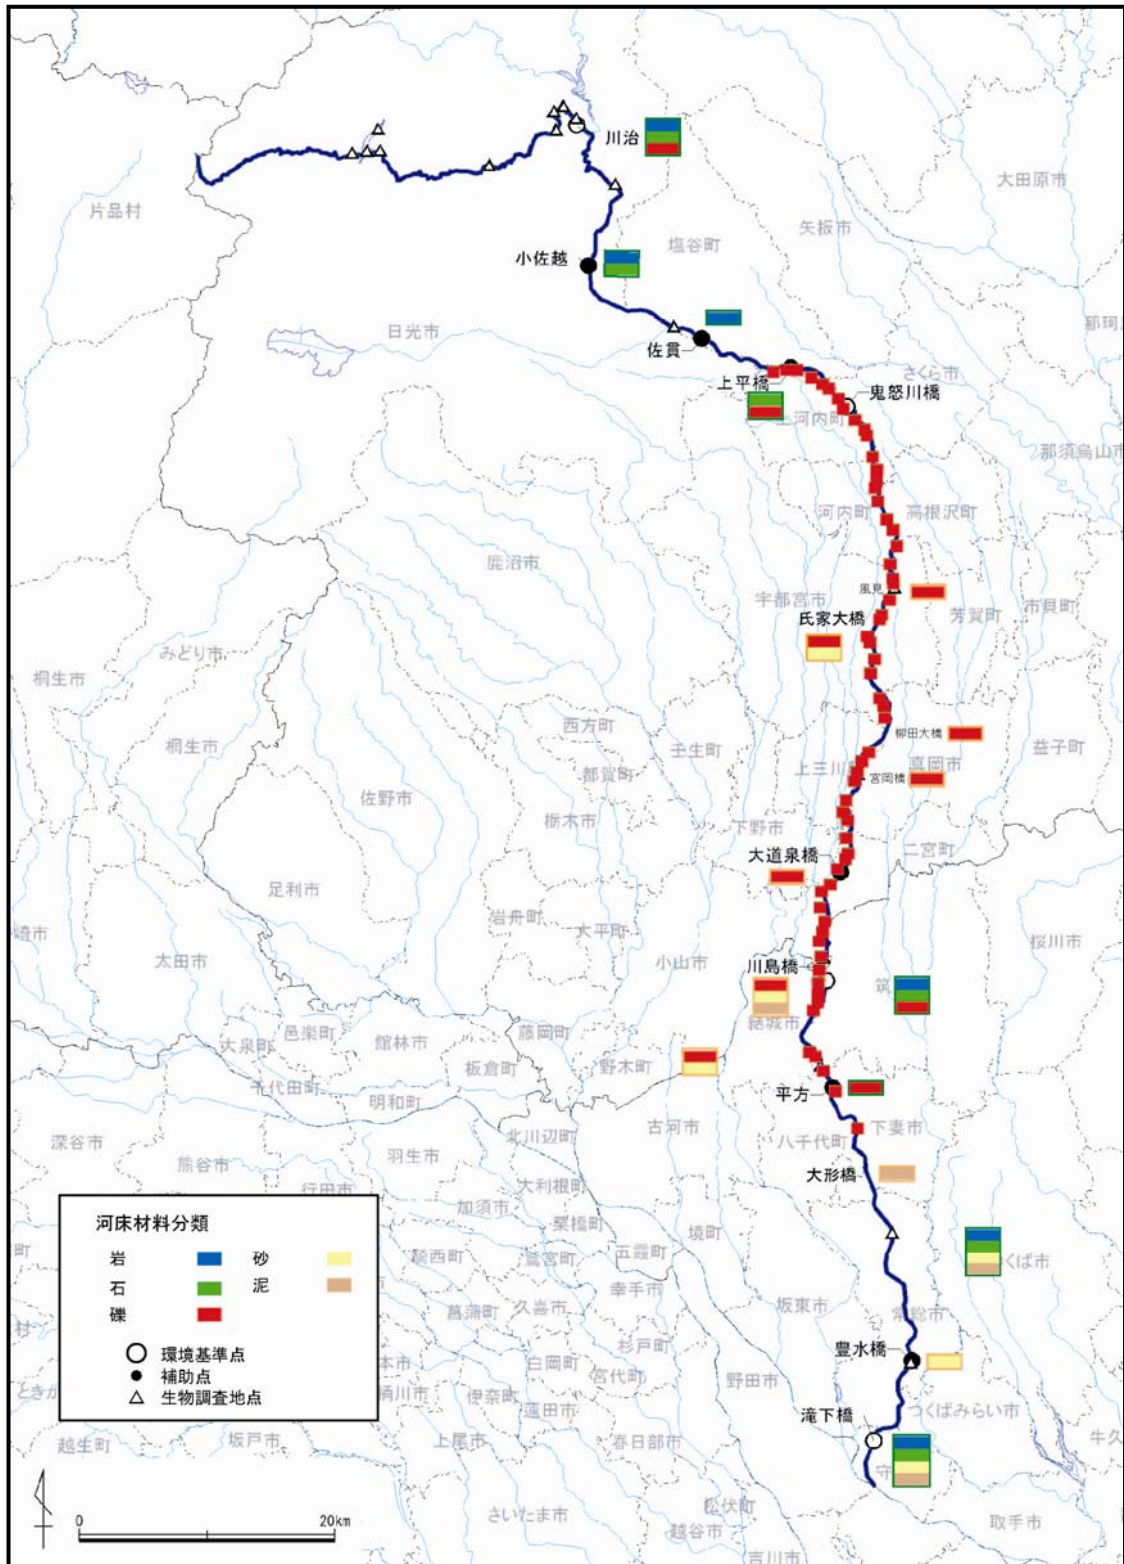 川治
大田原市
片品村
矢板市
塩谷町
小佐越
日光市
佐貫
那珂
さくら市
上平橋
鬼怒川橋
上河内町
那須烏山市
河内町
高根沢町
鹿沼市
宇都宮市
風見
芳賀町
市貝町
氏家大橋
みどり市
桐生市
西方町
柳田大橋
桐生市
壬生町
上三川
真岡市
益子町
都賀町
宮岡橋
佐野市
栃木市
下野市
大道泉橋
二宮町
足利市
岩舟町
大平町
崎市
太田市
小山市
川島橋
桜川市
筑
結城市
邑楽町
大泉町
館林市
藤岡町
板倉町
野木町
千代田町
明和町
平方
深谷市
熊谷市
羽生市
北川辺町
古河市
八千代町
下妻市
行田市
大利根町
大形橋
加須市
河床材料分類
栗橋町
境町
岩
砂
騎西町
鷲宮町
五霞町
くば市
石
泥
幸手市
礫
菖蒲町
久喜市
坂東市
常総市
村
杉戸町
環境基準点
本市
白岡町
豊水橋
補助点
宮代町
野田市
ときが
生物調査地点
桶川市
伊奈町
蓮田市
滝下橋
つくばみらい市
越生町
坂戸市
上尾市
春日部市
牛久
守
0
20km
さいたま市
松伏町
越谷市
取手市
吉川市